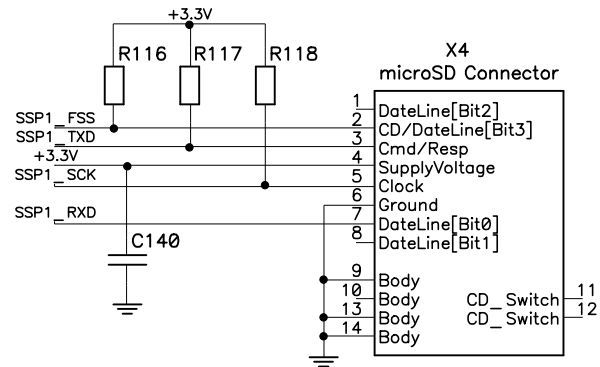 +3.3V
R116 R117 R118
X4
microSD Connector
1 DateLine[Bit2]
SSP1_FSS 2 CD/DateLine[Bit3]
SSP1_TXD 3 Cmd/Resp
+3.3V 4 SupplyVoltage
SSP1_SCK 5 Clock
6 Ground
SSP1_RXD 7 DateLine[Bit0]
8 DateLine[Bit1]
C140
9 Body
10 Body CD_Switch 11
13 Body CD_Switch 12
14 Body